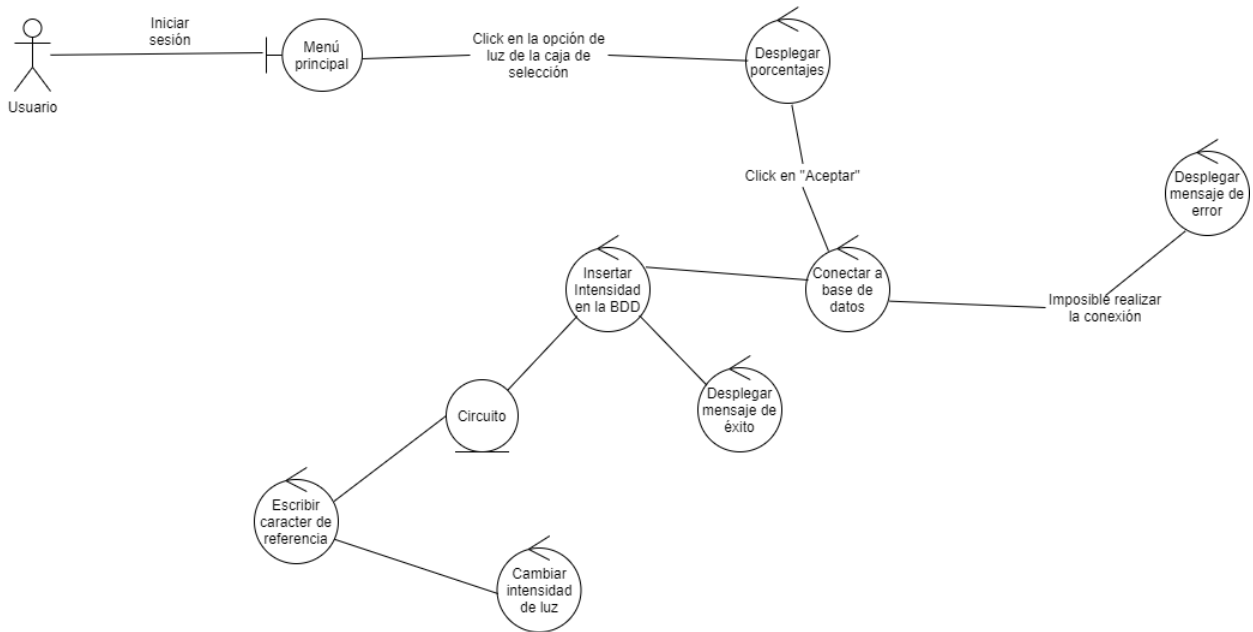 Iniciar
sesión
Usuario
Menú
principal
Click en la opción de
luz de la caja de
selección
Desplegar
porcentajes
Click en "Aceptar"
Desplegar
mensaje de
error
Insertar
Intensidad
en la BDD
Conectar a
base de
datos
Imposible realizar
la conexión
Circuito
Desplegar
mensaje de
éxito
Escribir
caracter de
referencia
Cambiar
intensidad
de luz